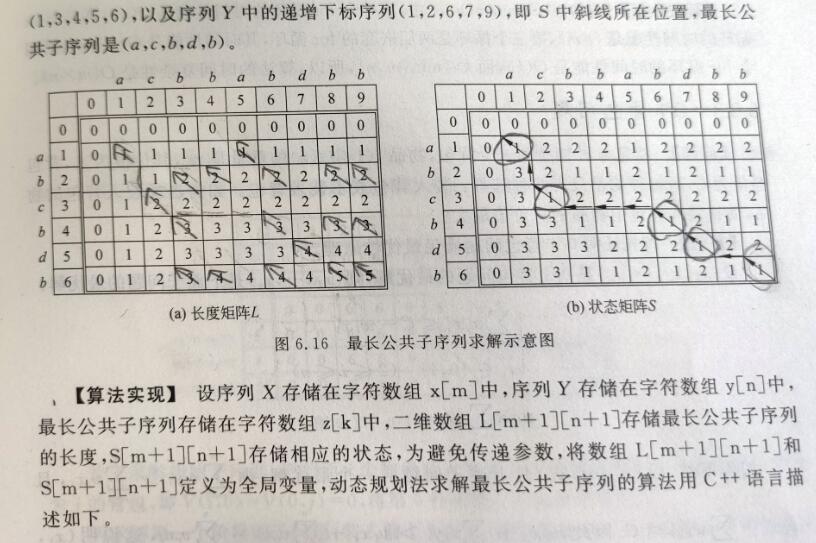 (1,3,4,5,6),以及序列 Y 中的递增下标序列(1,2,6,7,9),即 S 中斜线所在位置,最长公
共子序列是(a,c,b,d,b)。
a c b b a b d b b
0 1 2 3 4 5 6 7 8 9
0 0 0 0 0 0 0 0 0 0 0
a 1 0 1 1 1 1 1 1 1 1 1
b 2 0 1 1 2 2 2 2 2 2 2
c 3 0 1 2 2 2 2 2 2 2 2
b 4 0 1 2 3 3 3 3 3 3 3
d 5 0 1 2 3 3 3 3 4 4 4
b 6 0 1 2 3 4 4 4 4 5 5
(a) 长度矩阵L
a c b b a b d b b
0 1 2 3 4 5 6 7 8 9
0 0 0 0 0 0 0 0 0 0 0
a 1 0 1 2 2 2 1 2 2 2 2
b 2 0 3 2 1 1 2 1 2 1 1
c 3 0 3 1 2 2 2 2 2 2 2
b 4 0 3 3 1 1 2 1 2 1 1
d 5 0 3 3 3 3 3 1 2
b 6 0 3 3 1 1 2 1 2 1 1
(b) 状态矩阵S
图 6.16 最长公共子序列求解示意图
【算法实现】 设序列 X 存储在字符数组 x[m]中,序列 Y 存储在字符数组 y[n]中,
最长公共子序列存储在字符数组 z[k]中,二维数组 L[m+1][n+1]存储最长公共子序列
的长度,S[m+1][n+1]存储相应的状态,为避免传递参数,将数组 L[m+1][n+1]和
S[m+1][n+1]定义为全局变量,动态规划法求解最长公共子序列的算法用 C++ 语言描
述如下。